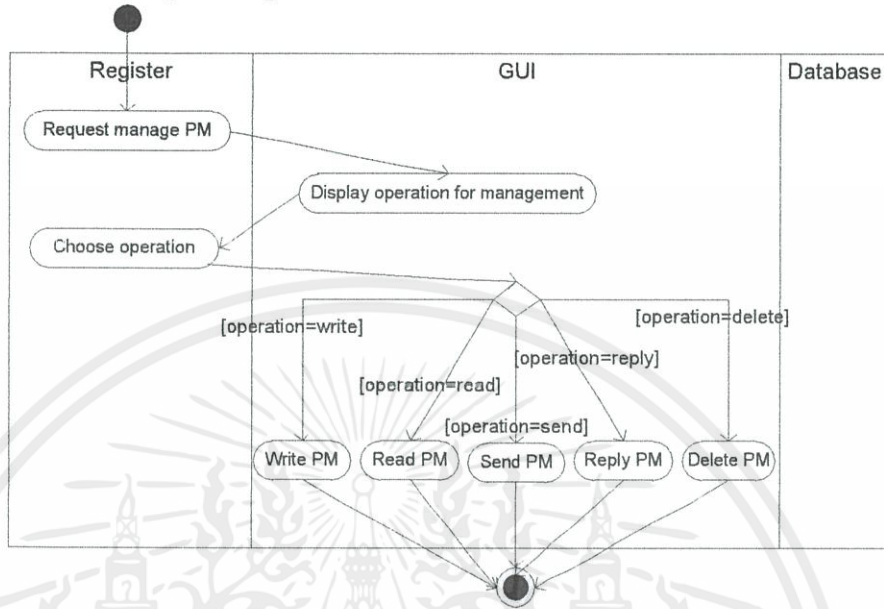 Register
GUI
Database
Request manage PM
Display operation for management
Choose operation
[operation=write]
[operation=delete]
[operation=reply]
[operation=read]
[operation=send]
Write PM
Read PM
Send PM
Reply PM
Delete PM